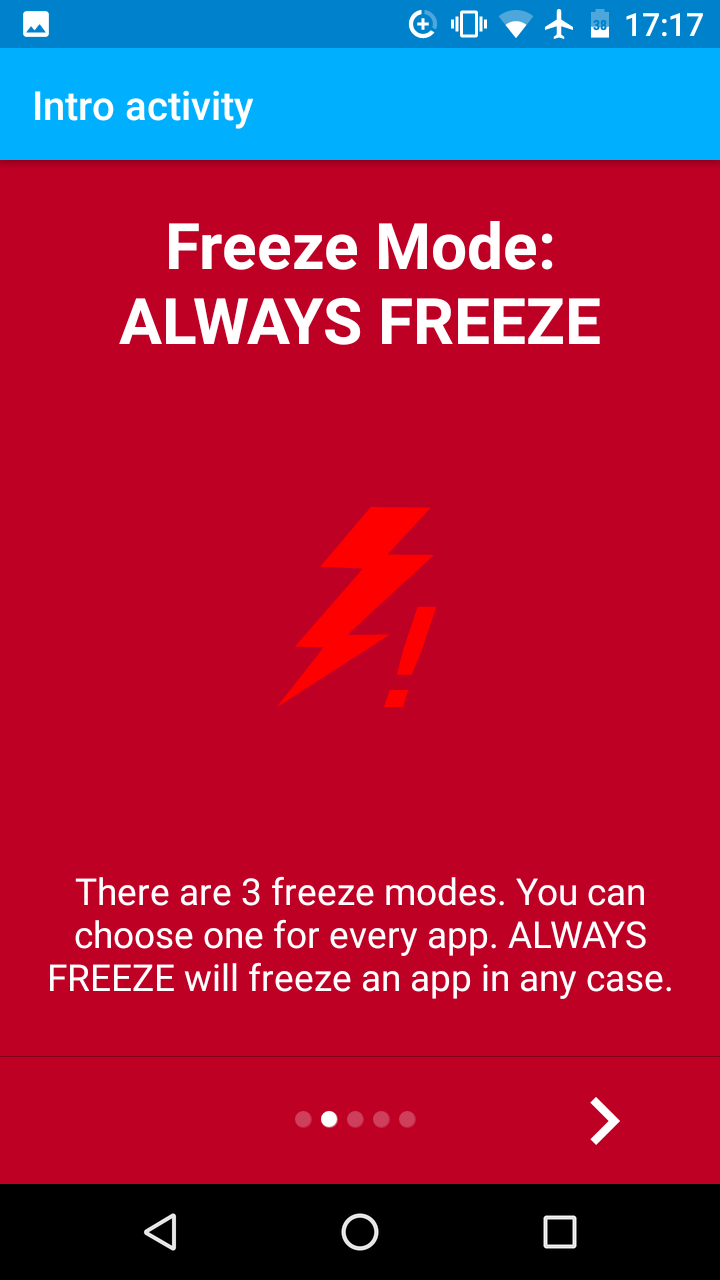 38 17:17
Intro activity
Freeze Mode:
ALWAYS FREEZE
!
There are 3 freeze modes. You can
choose one for every app. ALWAYS
FREEZE will freeze an app in any case.